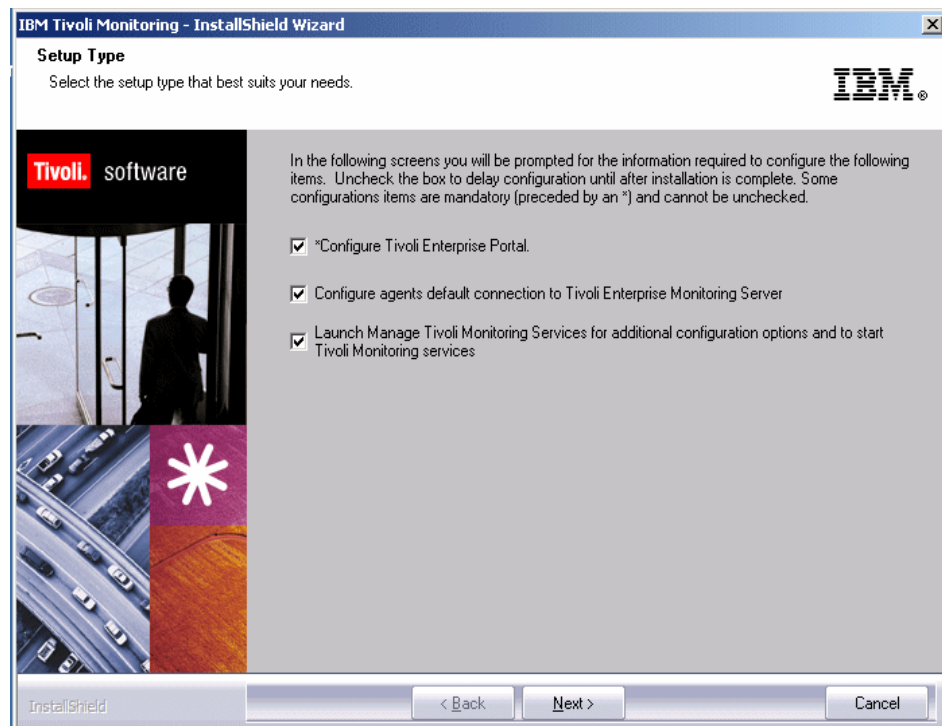 IBM Tivoli Monitoring - InstallShield Wizard
Setup Type
Select the setup type that best suits your needs.
IBM®
Tivoli. software
In the following screens you will be prompted for the information required to configure the following
items. Uncheck the box to delay configuration until after installation is complete. Some
configurations items are mandatory (preceded by an *) and cannot be unchecked.
*Configure Tivoli Enterprise Portal.
Configure agents default connection to Tivoli Enterprise Monitoring Server
Launch Manage Tivoli Monitoring Services for additional configuration options and to start
Tivoli Monitoring services
InstallShield
< Back
Next >
Cancel